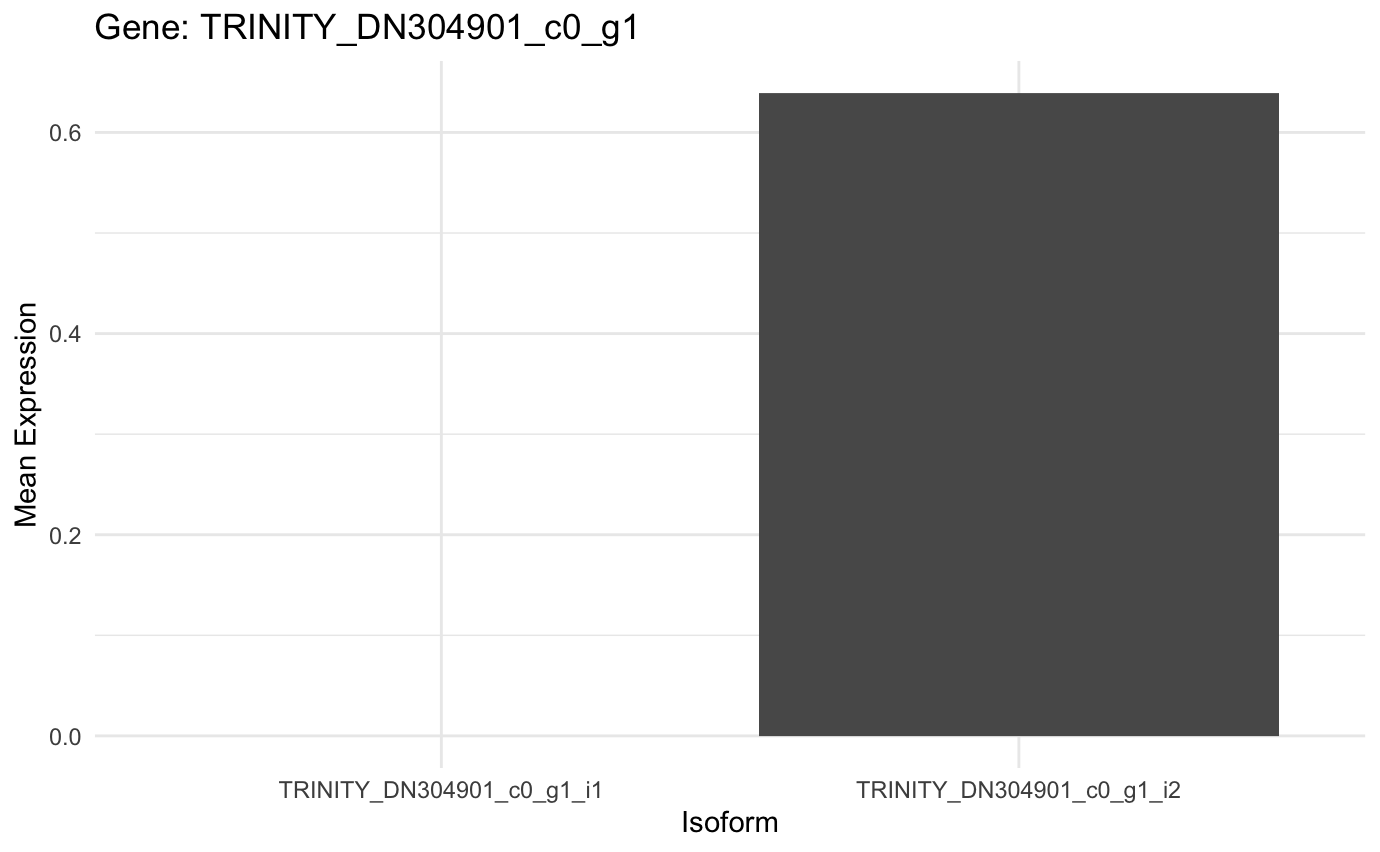 Gene: TRINITY_DN304901_c0_g1
Mean Expression
0.6
0.4
0.2
0.0
TRINITY_DN304901_c0_g1_i1
TRINITY_DN304901_c0_g1_i2
Isoform